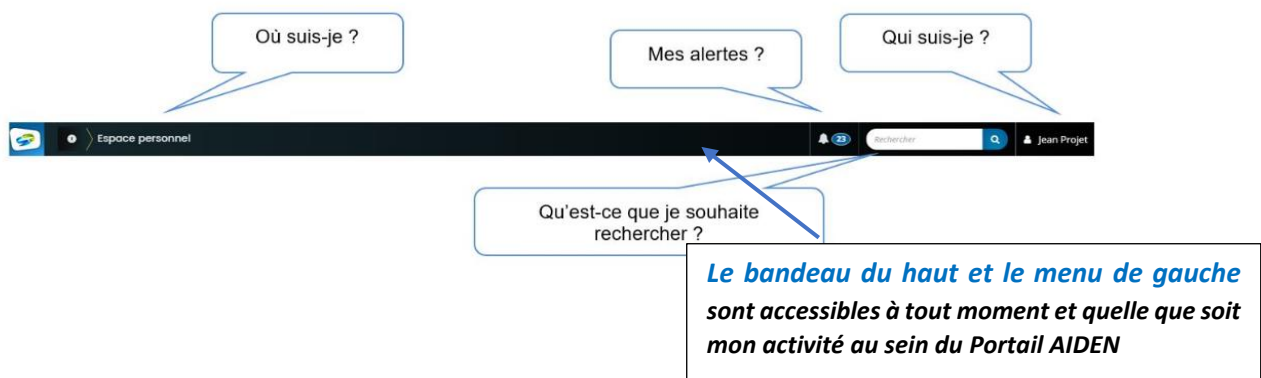 Où suis-je ?
Mes alertes ?
Qui suis-je ?
Espace personnel
23
Rechercher
Jean Projet
Qu'est-ce que je souhaite
rechercher ?
Le bandeau du haut et le menu de gauche
sont accessibles à tout moment et quelle que soit
mon activité au sein du Portail AIDEN